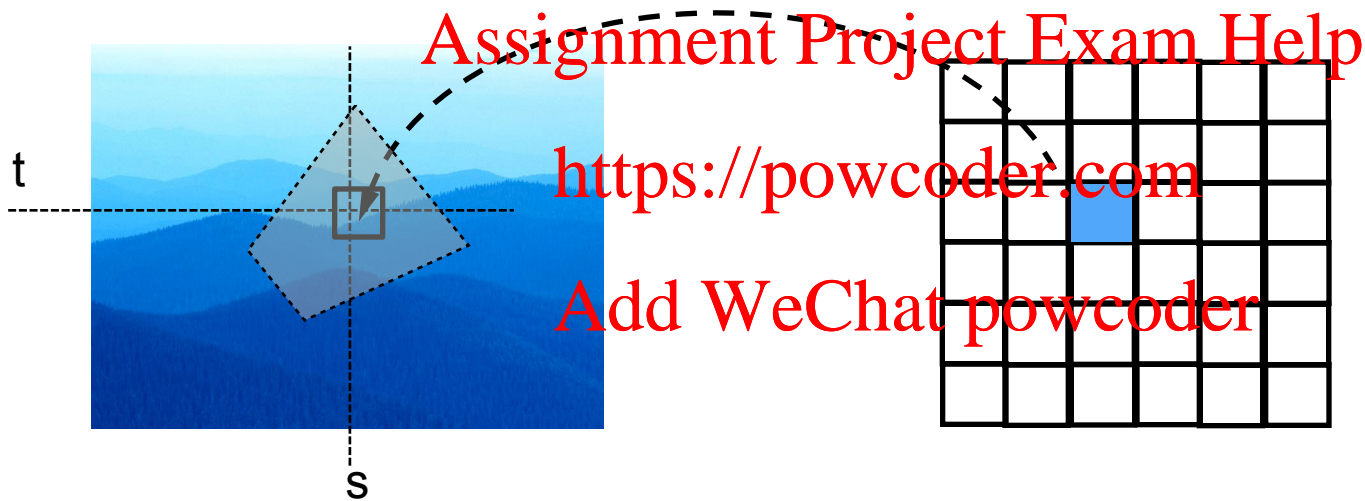 Assignment Project Exam Help
t
https://powcoder.com
Add WeChat powcoder
s